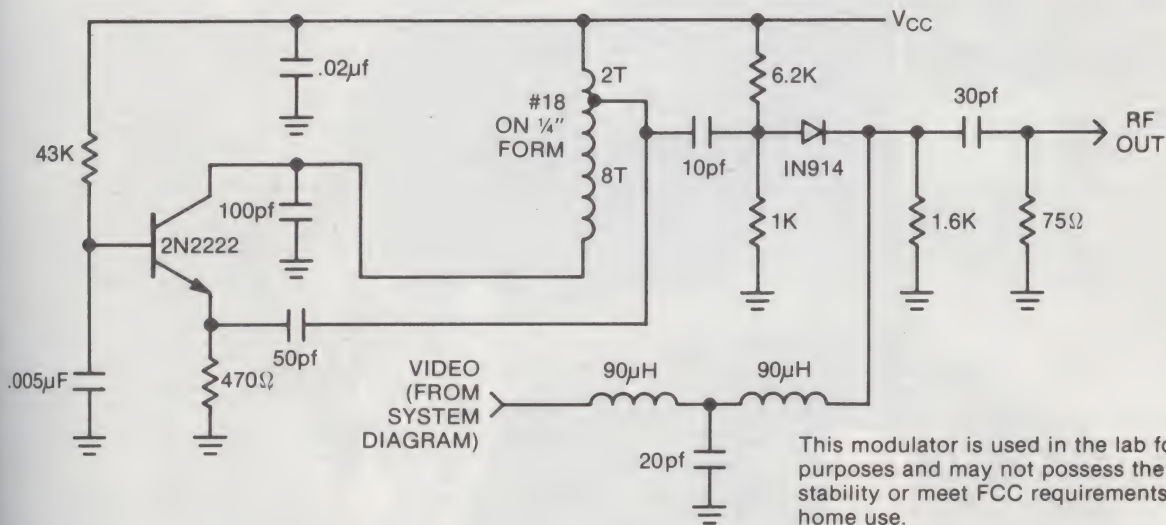 VCC
.02µf
2T
6.2K
#18
ON ¼"
FORM
30pf
43K
RF
OUT
8T
10pf
IN914
100pf
2N2222
1K
1.6K
75Ω
50pf
.005µF
470Ω
VIDEO
(FROM
SYSTEM
DIAGRAM)
90µH
90µH
20pf
This modulator is used in the lab fo
purposes and may not possess the
stability or meet FCC requirements
home use.